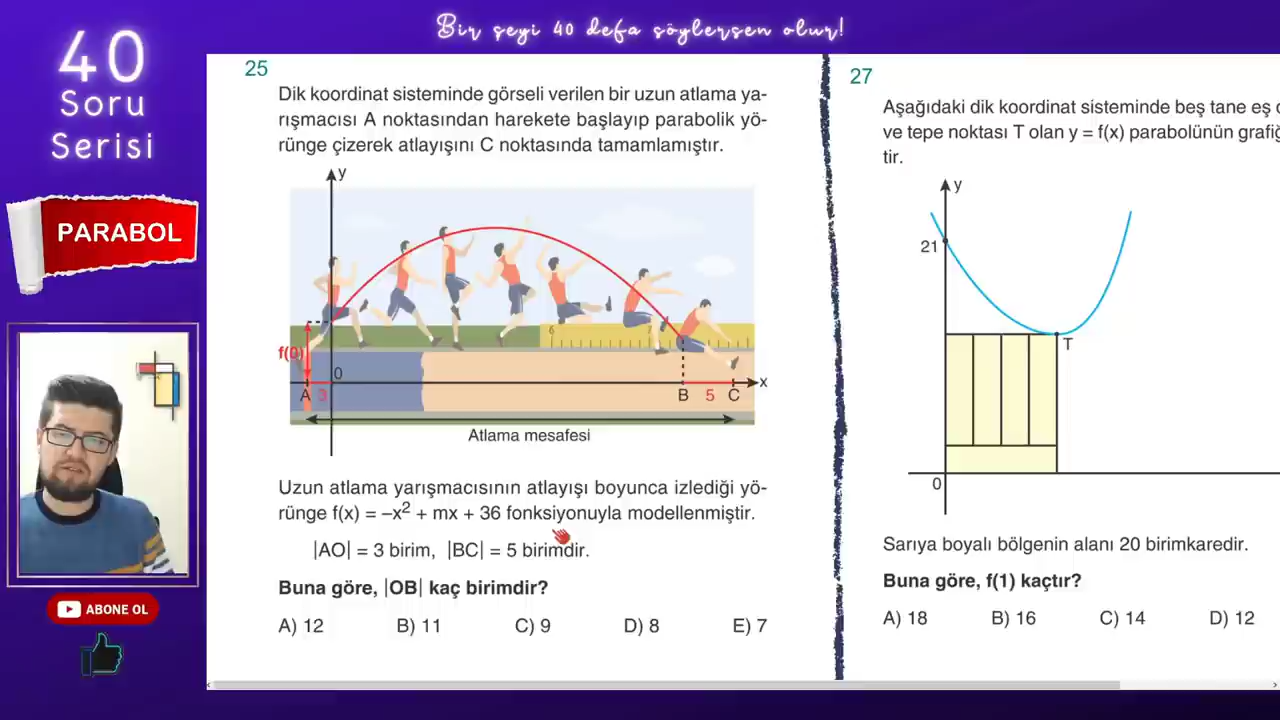 Bir şeyi 40 defa söylersen olur!
40
Soru
Serisi
PARABOL
ABONE OL
25
Dik koordinat sisteminde görseli verilen bir uzun atlama ya-
rışmacısı A noktasından harekete başlayıp parabolik yö-
rünge çizerek atlayışını C noktasında tamamlamıştır.
y
6
7
f(0)
0
x
A
3
B
5
C
Atlama mesafesi
Uzun atlama yarışmacısının atlayışı boyunca izlediği yö-
rünge f(x) = –x² + mx + 36 fonksiyonuyla modellenmiştir.
|AO| = 3 birim, |BC| = 5 birimdir.
Buna göre, |OB| kaç birimdir?
A) 12 B) 11 C) 9 D) 8 E) 7
27
Aşağıdaki dik koordinat sisteminde beş tane eş
ve tepe noktası T olan y = f(x) parabolünün
tir.
y
21
T
0
Sarıya boyalı bölgenin alanı 20 birimkaredir.
Buna göre, f(1) kaçtır?
A) 18 B) 16 C) 14 D) 12